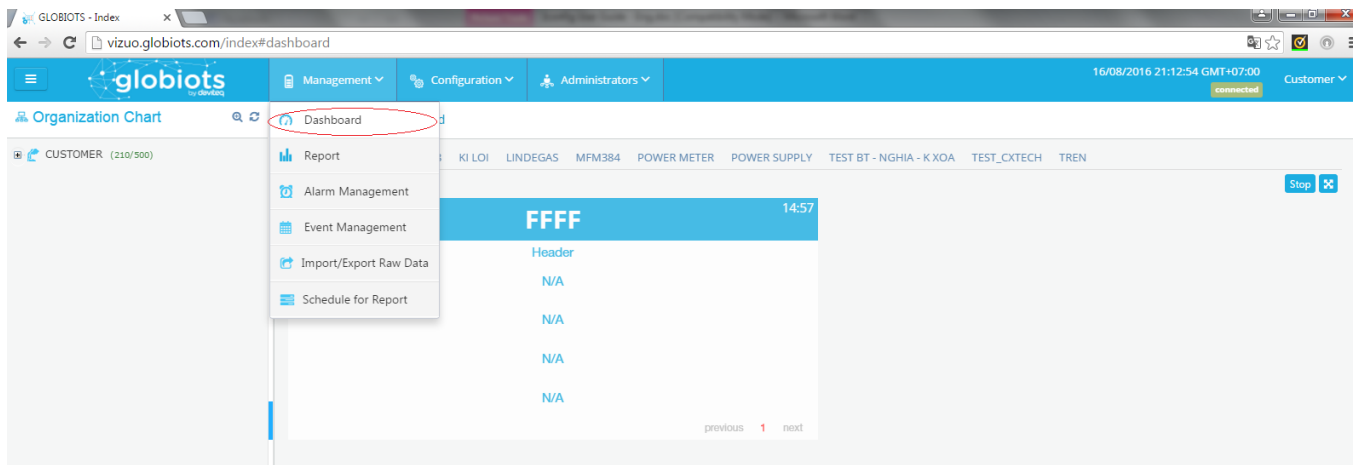 GLOBIOTS - Index
vizuo.globiots.com/index#dashboard
globiots
by deviteq
Management
Configuration
Administrators
16/08/2016 21:12:54 GMT+07:00
connected
Customer
Organization Chart
CUSTOMER (210/500)
Dashboard
Report
Alarm Management
Event Management
Import/Export Raw Data
Schedule for Report
KI LOI LINDEGAS MFM384 POWER METER POWER SUPPLY TEST BT - NGHIA - K XOA TEST_CXTECH TREN
Stop
FFFF
14:57
Header
N/A
N/A
N/A
N/A
previous 1 next